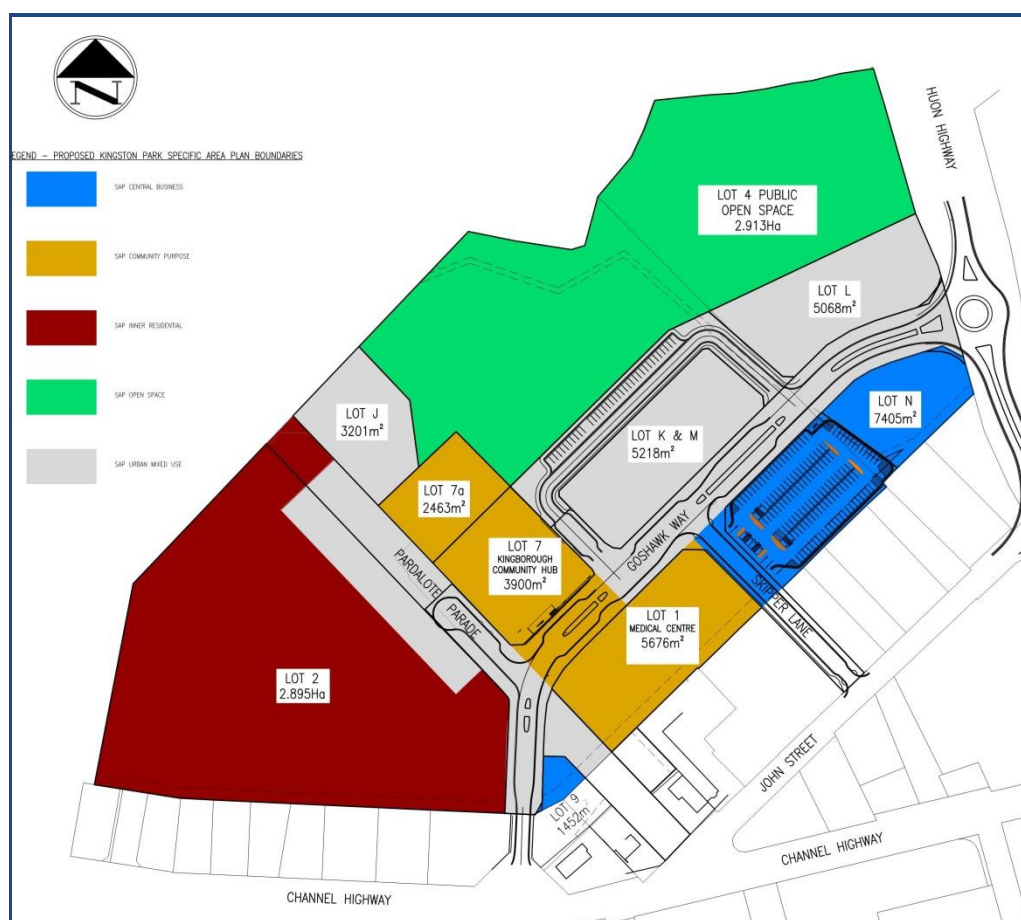 N
EGEND – PROPOSED KINGSTON PARK SPECIFIC AREA PLAN BOUNDARIES
SAP CENTRAL BUSINESS
SAP COMMUNITY PURPOSE
SAP INNER RESIDENTIAL
SAP OPEN SPACE
SAP URBAN MIXED USE
HUON HIGHWAY
LOT 4 PUBLIC
OPEN SPACE
2.913Ha
LOT L
5068m²
LOT N
7405m²
LOT J
3201m²
LOT K & M
5218m²
LOT 7a
2463m²
GOSHAWK WAY
LOT 7
KINGBOROUGH
COMMUNITY HUB
3900m²
PARDALOTE
PARADE
SKIPPER LANE
LOT 1
MEDICAL CENTRE
5676m²
LOT 2
2.895Ha
JOHN STREET
LOT 9
1452m²
CHANNEL HIGHWAY
CHANNEL HIGHWAY